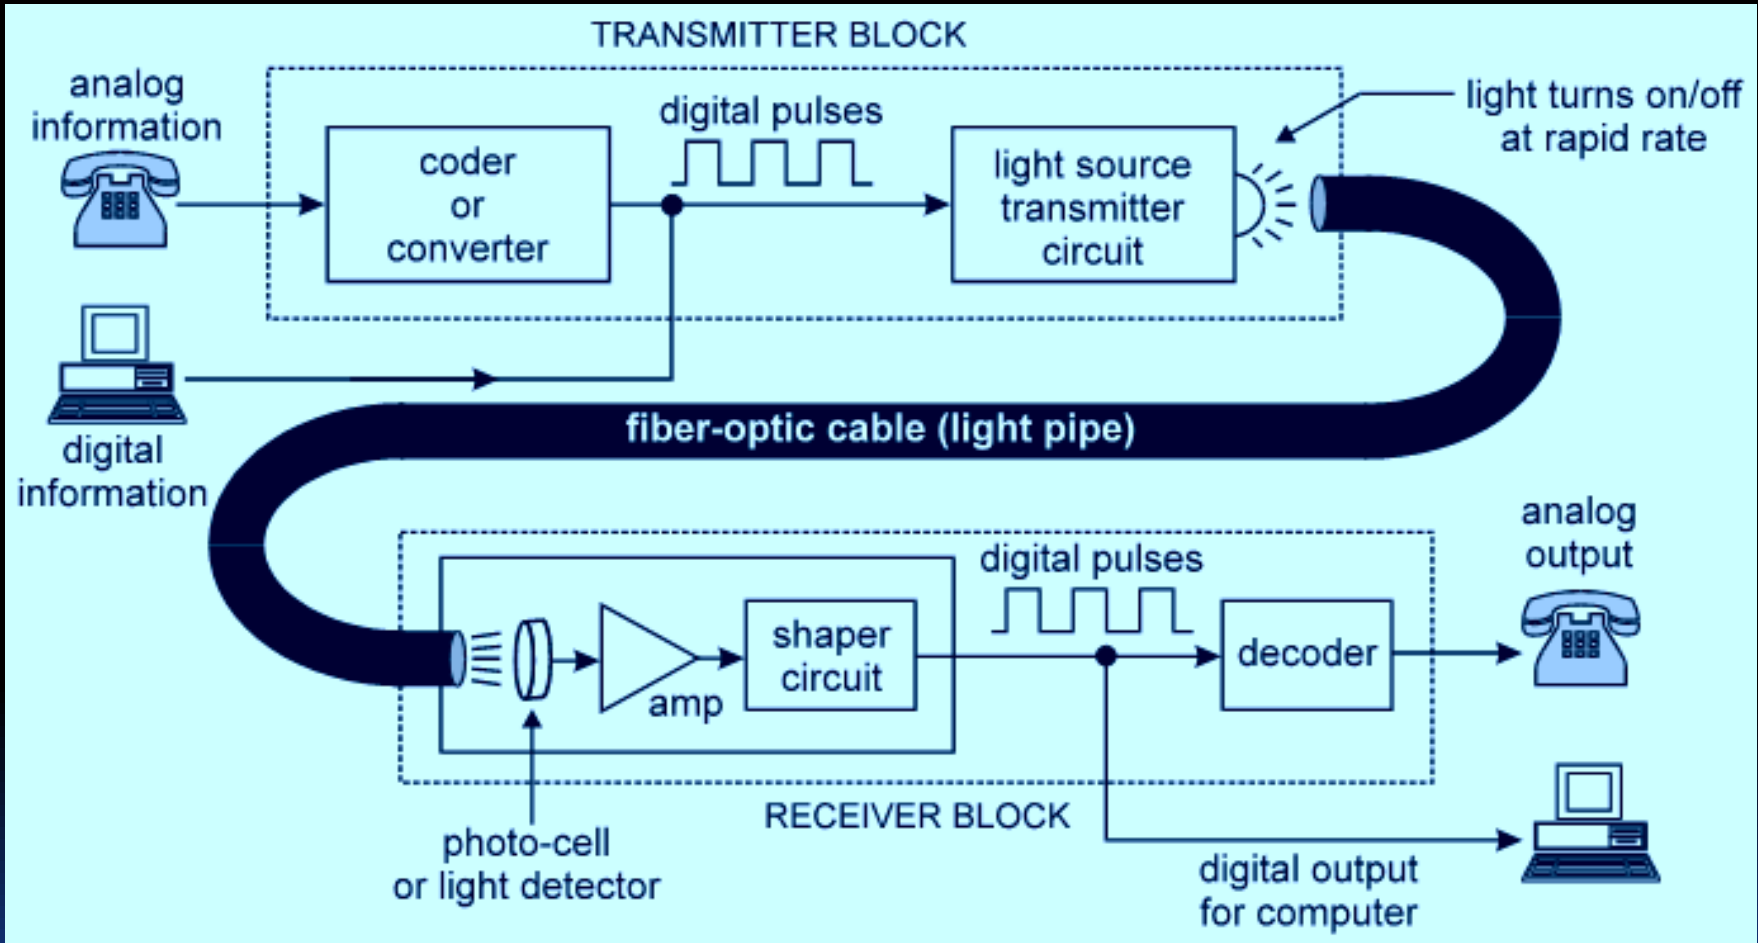 TRANSMITTER BLOCK
analog
information
digital pulses
light turns on/off
at rapid rate
coder
or
converter
light source
transmitter
circuit
digital
information
fiber-optic cable (light pipe)
analog
output
digital pulses
shaper
circuit
amp
decoder
RECEIVER BLOCK
photo-cell
or light detector
digital output
for computer